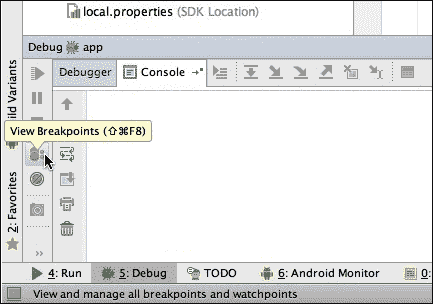 local.properties (SDK Location)
Debug app
Debugger Console
ild Variants
View Breakpoints (⇧⌘F8)
2: Favorites
4: Run 5: Debug TODO 6: Android Monitor 0:
View and manage all breakpoints and watchpoints